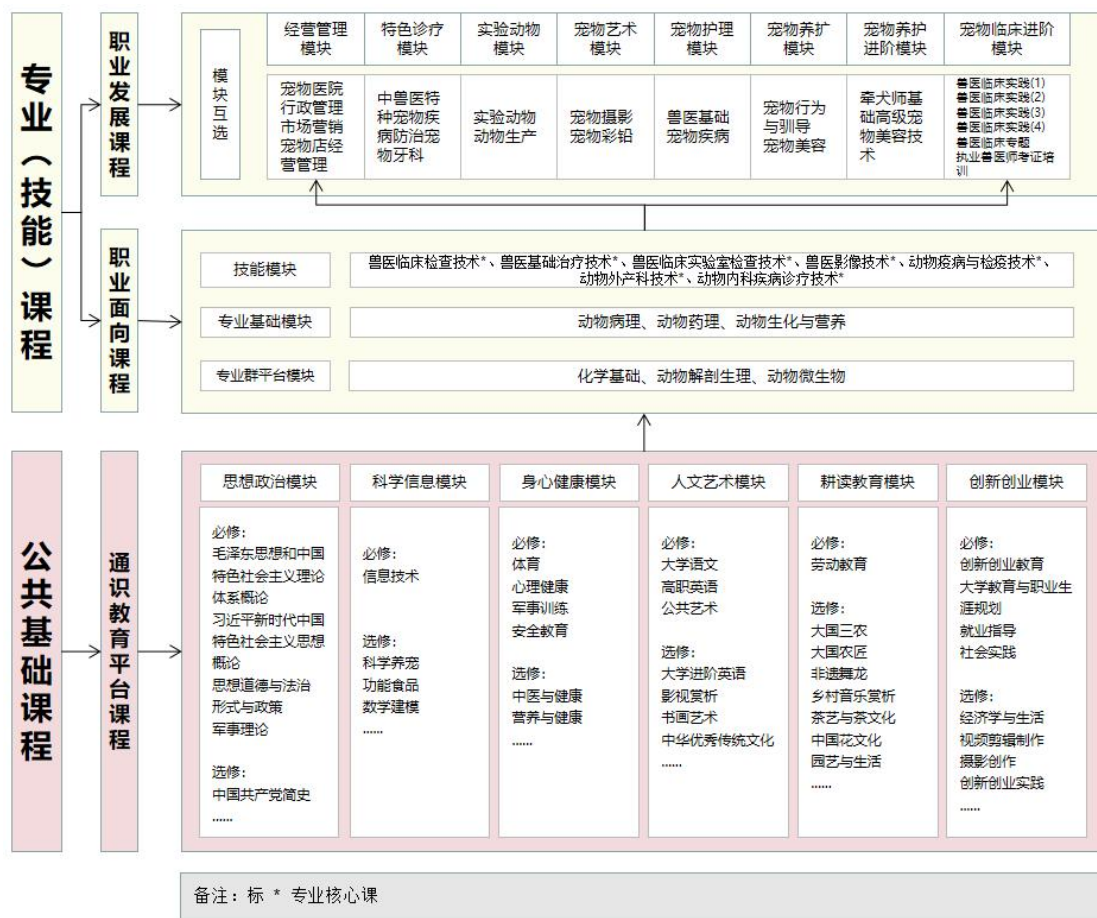 专业（技能）课程
职业发展课程
模块互选
经营管理
模块
特色诊疗
模块
实验动物
模块
宠物艺术
模块
宠物护理
模块
宠物养扩
模块
宠物养护
进阶模块
宠物临床进阶
模块
宠物医院
行政管理
市场营销
宠物店经
营管理
中兽医特
种宠物疾
病防治宠
物牙科
实验动物
动物生产
宠物摄影
宠物彩铅
兽医基础
宠物疾病
宠物行为
与驯导
宠物美容
牵犬师基
础高级宠
物美容技
术
兽医临床实践(1)
兽医临床实践(2)
兽医临床实践(3)
兽医临床实践(4)
兽医临床专题
执业兽医师考证培
训
职业面向课程
技能模块
兽医临床检查技术*、兽医基础治疗技术*、兽医临床实验室检查技术*、兽医影像技术*、动物疫病与检疫技术*、
动物外产科技术*、动物内科疾病诊疗技术*
专业基础模块
动物病理、动物药理、动物生化与营养
专业群平台模块
化学基础、动物解剖生理、动物微生物
公共基础课程
通识教育平台课程
思想政治模块
必修：
毛泽东思想和中国
特色社会主义理论
体系概论
习近平新时代中国
特色社会主义思想
概论
思想道德与法治
形式与政策
军事理论
选修：
中国共产党简史
......
科学信息模块
必修：
信息技术
选修：
科学养宠
功能食品
数学建模
......
身心健康模块
必修：
体育
心理健康
军事训练
安全教育
选修：
中医与健康
营养与健康
......
人文艺术模块
必修：
大学语文
高职英语
公共艺术
选修：
大学进阶英语
影视赏析
书画艺术
中华优秀传统文化
......
耕读教育模块
必修：
劳动教育
选修：
大国三农
大国农匠
非遗舞龙
乡村音乐赏析
茶艺与茶文化
中国花文化
园艺与生活
......
创新创业模块
必修：
创新创业教育
大学教育与职业生
涯规划
就业指导
社会实践
选修：
经济学与生活
视频剪辑制作
摄影创作
创新创业实践
......
备注：标 * 专业核心课